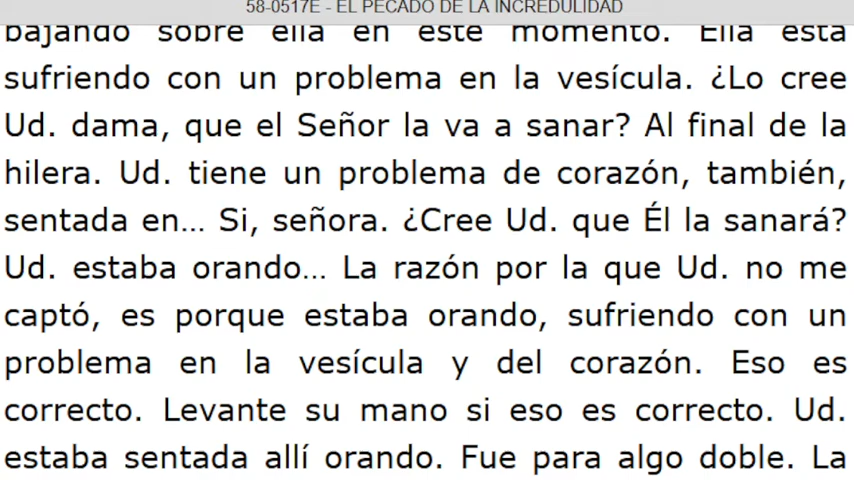 58-0517E - EL PECADO DE LA INCREDULIDAD
bajando sobre ella en este momento. Ella está
sufriendo con un problema en la vesícula. ¿Lo cree
Ud. dama, que el Señor la va a sanar? Al final de la
hilera. Ud. tiene un problema de corazón, también,
sentada en... Si, señora. ¿Cree Ud. que Él la sanará?
Ud. estaba orando... La razón por la que Ud. no me
captó, es porque estaba orando, sufriendo con un
problema en la vesícula y del corazón. Eso es
correcto. Levante su mano si eso es correcto. Ud.
estaba sentada allí orando. Fue para algo doble. La